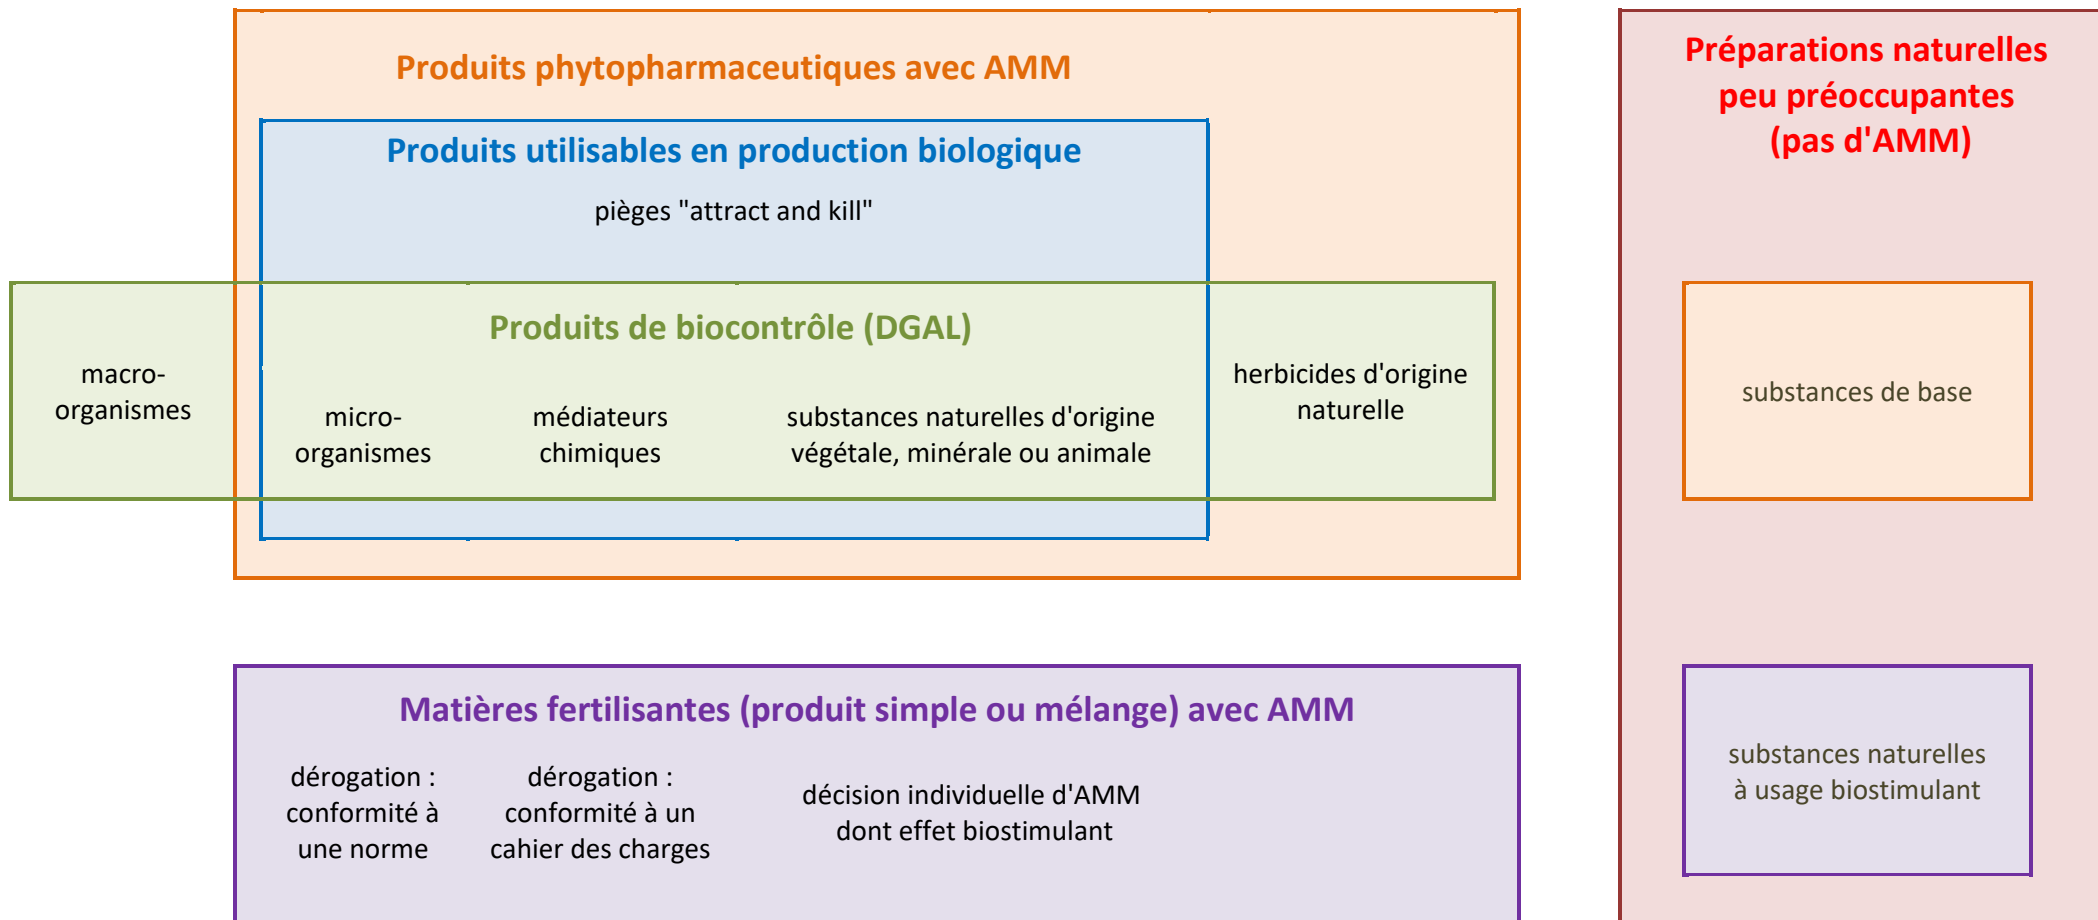 Produits phytopharmaceutiques avec AMM
Produits utilisables en production biologique
pièges "attract and kill"
Produits de biocontrôle (DGAL)
macro-
organismes
micro-
organismes
médiateurs
chimiques
substances naturelles d'origine
végétale, minérale ou animale
herbicides d'origine
naturelle
Préparations naturelles
peu préoccupantes
(pas d'AMM)
substances de base
substances naturelles
à usage biostimulant
Matières fertilisantes (produit simple ou mélange) avec AMM
dérogation :
conformité à
une norme
dérogation :
conformité à un
cahier des charges
décision individuelle d'AMM
dont effet biostimulant